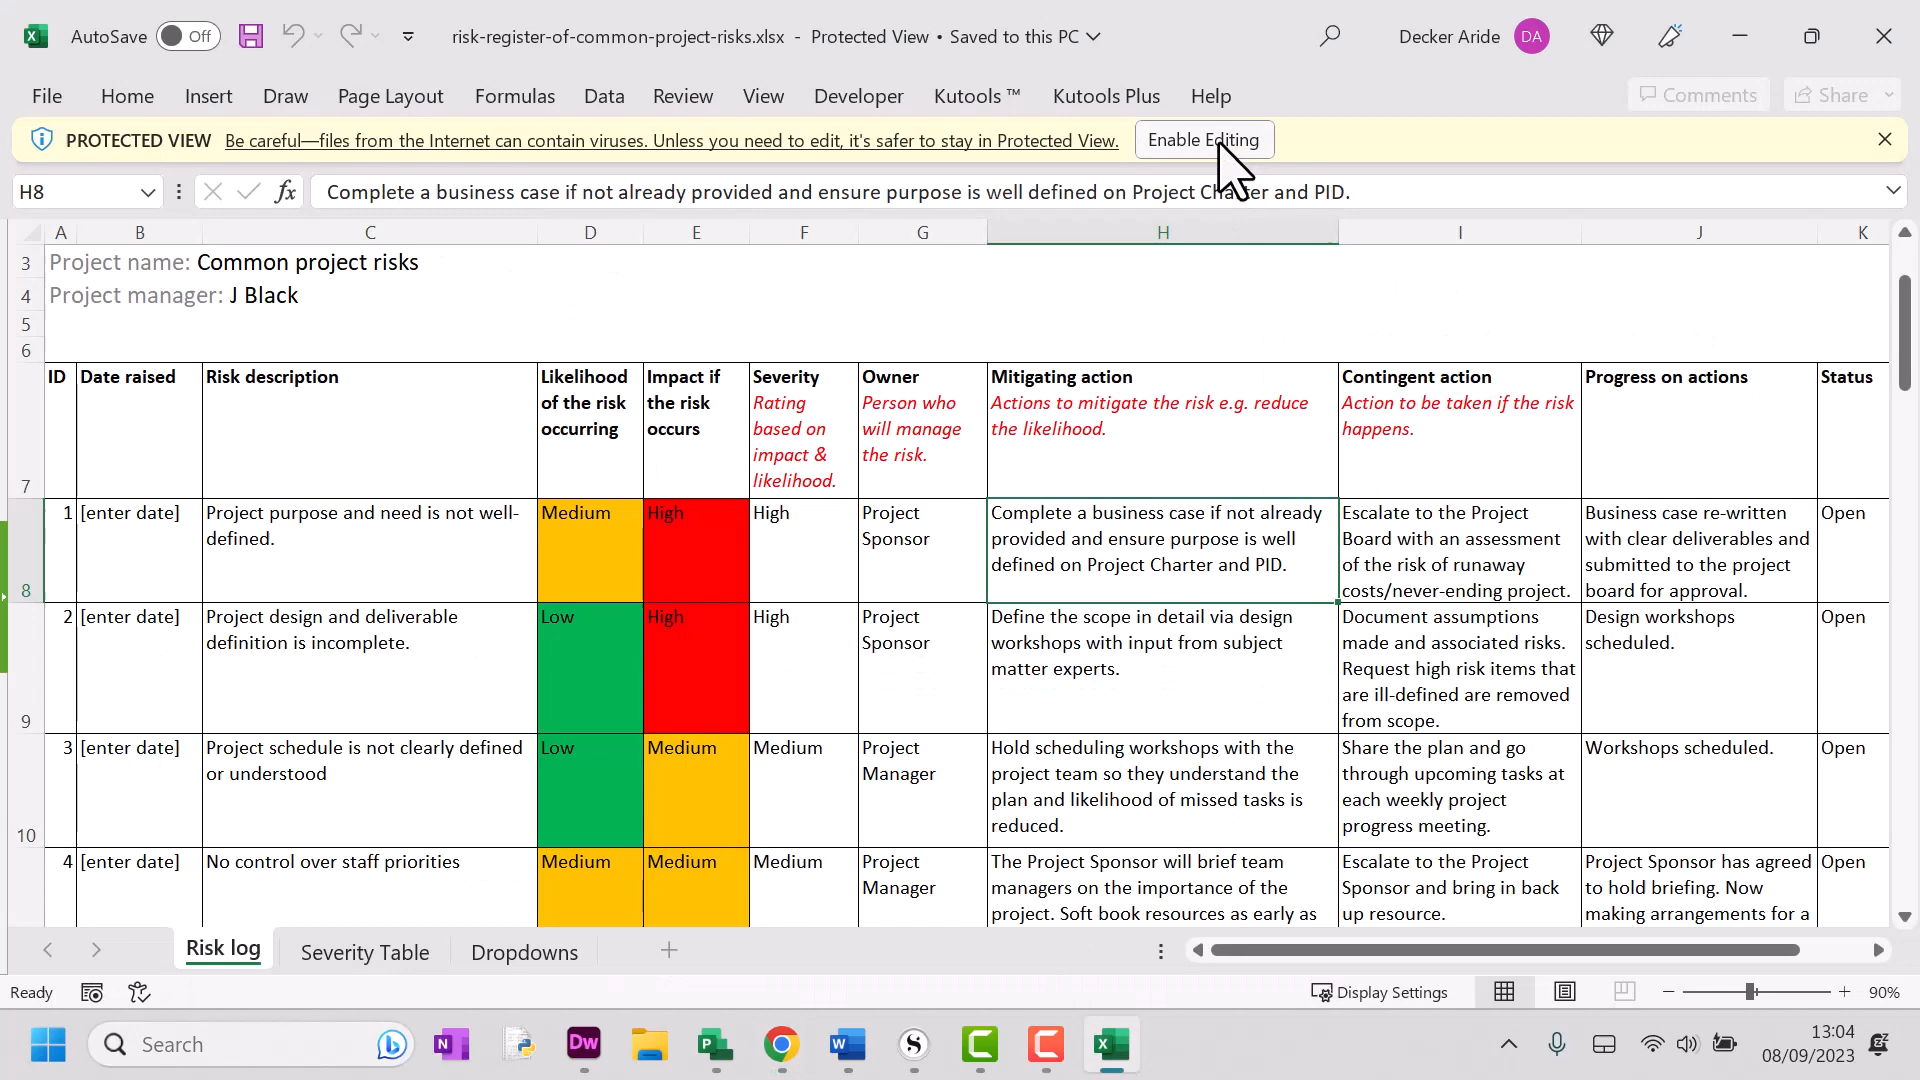 AutoSave Off risk-register-of-common-project-risks.xlsx - Protected View • Saved to this PC Decker Aride DA
File Home Insert Draw Page Layout Formulas Data Review View Developer Kutools ™ Kutools Plus Help Comments Share
PROTECTED VIEW Be careful—files from the Internet can contain viruses. Unless you need to edit, it's safer to stay in Protected View. Enable Editing
H8 fx Complete a business case if not already provided and ensure purpose is well defined on Project Charter and PID.
A B C D E F G H I J K
3 Project name: Common project risks
4 Project manager: J Black
5
6
7
ID
Date raised
Risk description
Likelihood
of the risk
occurring
Impact if
the risk
occurs
Severity
Rating
based on
impact &
likelihood.
Owner
Person who
will manage
the risk.
Mitigating action
Actions to mitigate the risk e.g. reduce
the likelihood.
Contingent action
Action to be taken if the risk
happens.
Progress on actions
Status
8
1
[enter date]
Project purpose and need is not well-
defined.
Medium
High
High
Project
Sponsor
Complete a business case if not already
provided and ensure purpose is well
defined on Project Charter and PID.
Escalate to the Project
Board with an assessment
of the risk of runaway
costs/never-ending project.
Business case re-written
with clear deliverables and
submitted to the project
board for approval.
Open
9
2
[enter date]
Project design and deliverable
definition is incomplete.
Low
High
High
Project
Sponsor
Define the scope in detail via design
workshops with input from subject
matter experts.
Document assumptions
made and associated risks.
Request high risk items that
are ill-defined are removed
from scope.
Design workshops
scheduled.
Open
10
3
[enter date]
Project schedule is not clearly defined
or understood
Low
Medium
Medium
Project
Manager
Hold scheduling workshops with the
project team so they understand the
plan and likelihood of missed tasks is
reduced.
Share the plan and go
through upcoming tasks at
each weekly project
progress meeting.
Workshops scheduled.
Open
4
[enter date]
No control over staff priorities
Medium
Medium
Medium
Project
Manager
The Project Sponsor will brief team
managers on the importance of the
project. Soft book resources as early as
Escalate to the Project
Sponsor and bring in back
up resource.
Project Sponsor has agreed
to hold briefing. Now
making arrangements for a
Open
Risk log Severity Table Dropdowns
Ready Display Settings 90%
Search N Dw P W S C C X 13:04
08/09/2023